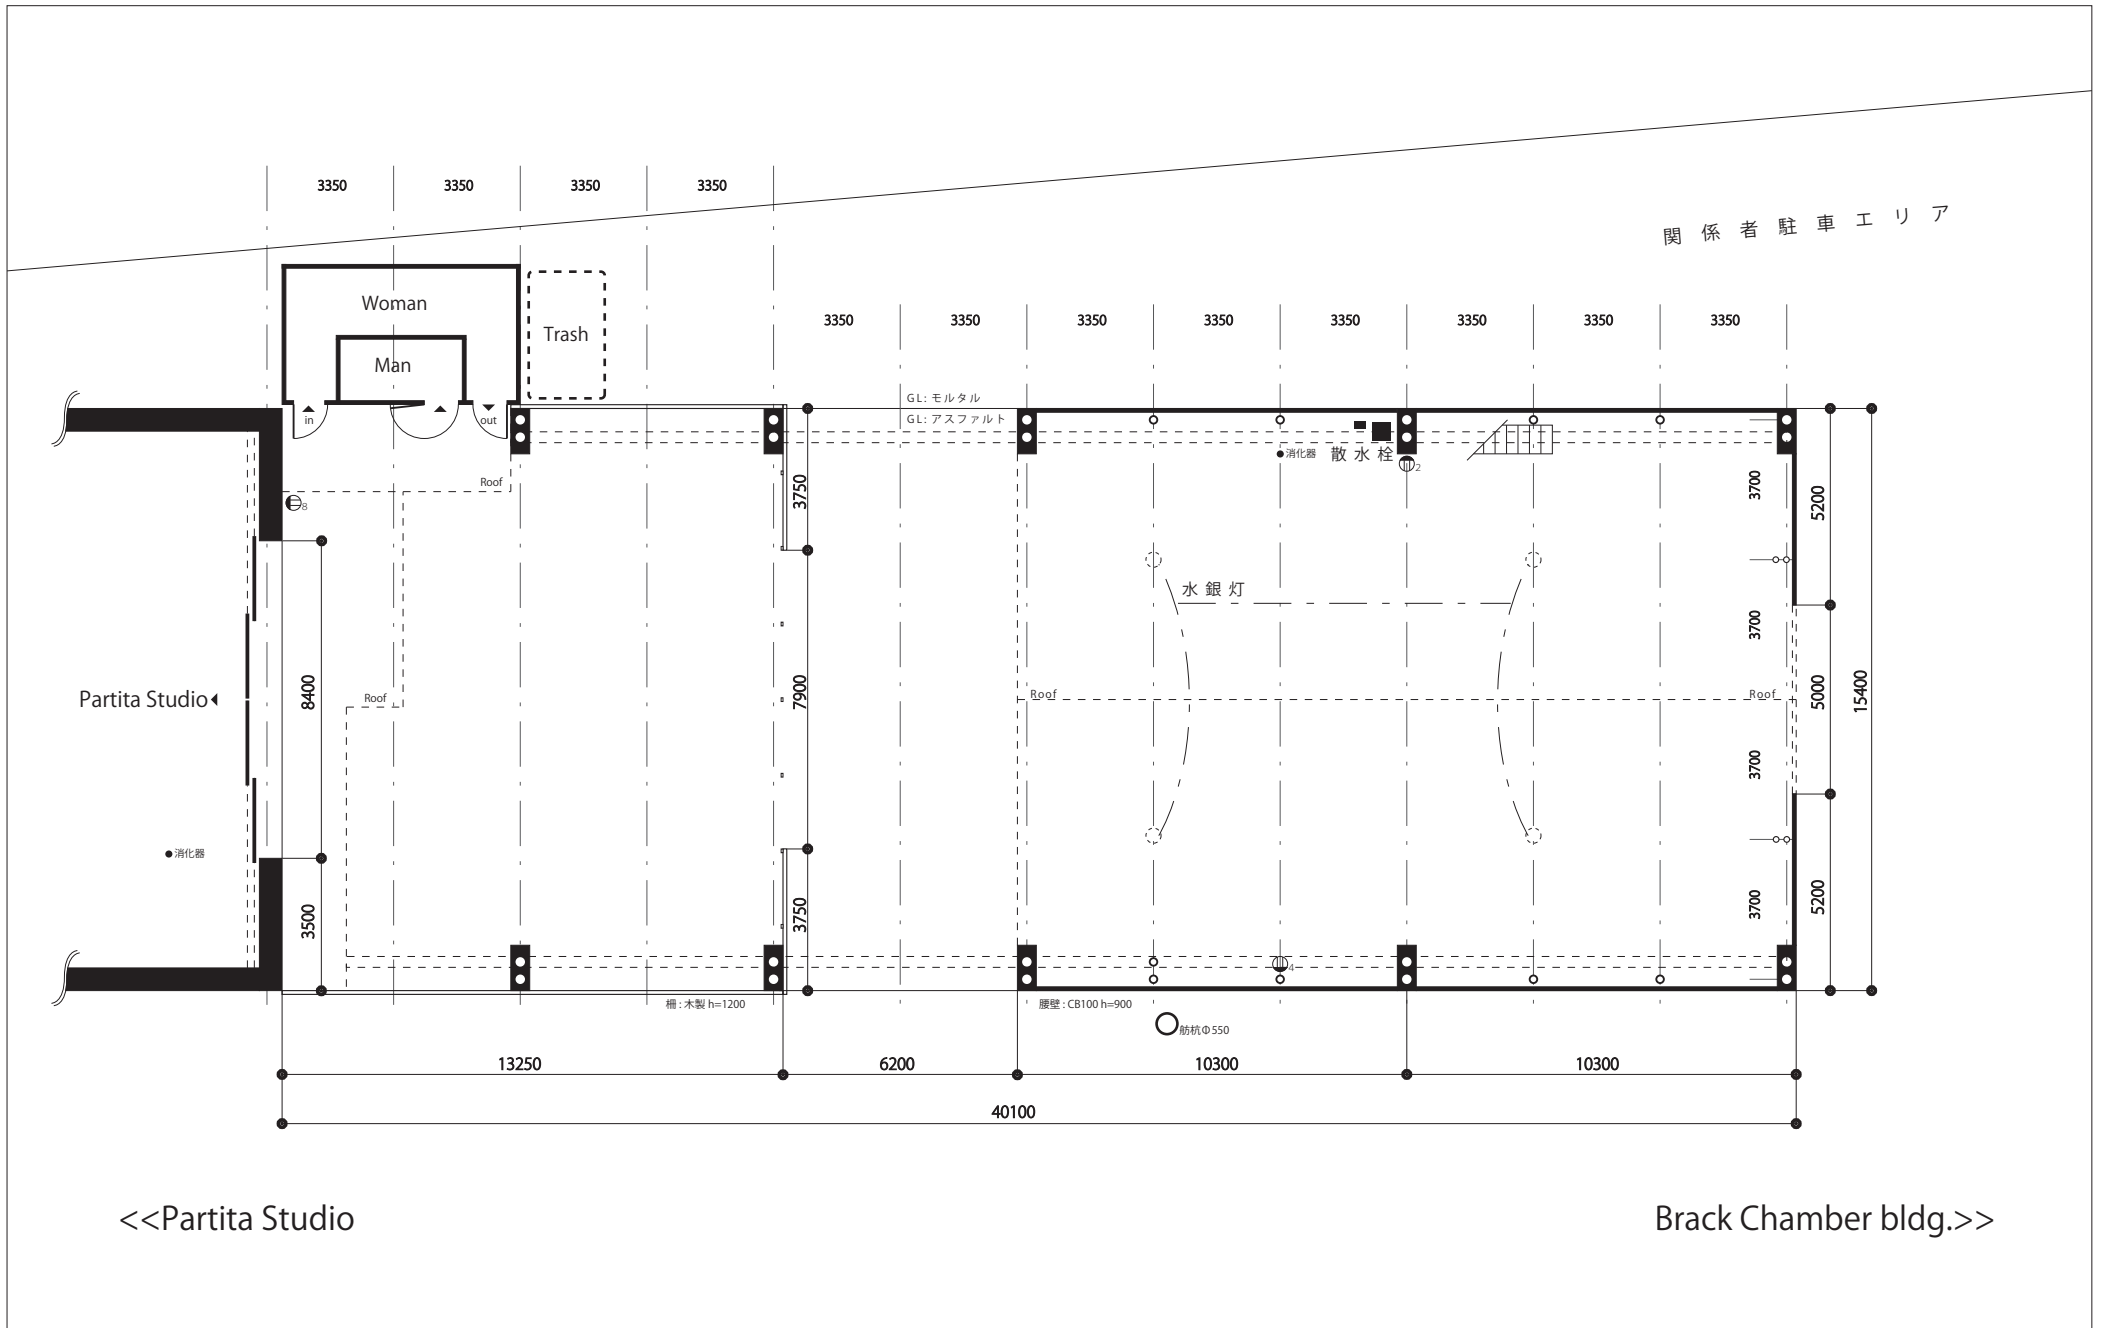 3350 3350 3350 3350
関係者駐車エリア
Woman
Trash
Man
3350 3350 3350 3350 3350 3350 3350 3350
in
out
GL: モルタル
GL: アスファルト
消化器
散水栓
2
Roof
8
3750
3700
5200
水銀灯
3700
Partita Studio
8400
Roof
7900
Roof
Roof
5000
15400
3700
消化器
3500
3750
3700
5200
4
柵 : 木製 h=1200
腰壁 : CB100 h=900
舫杭Φ550
13250
6200
10300
10300
40100
<<Partita Studio
Brack Chamber bldg.>>